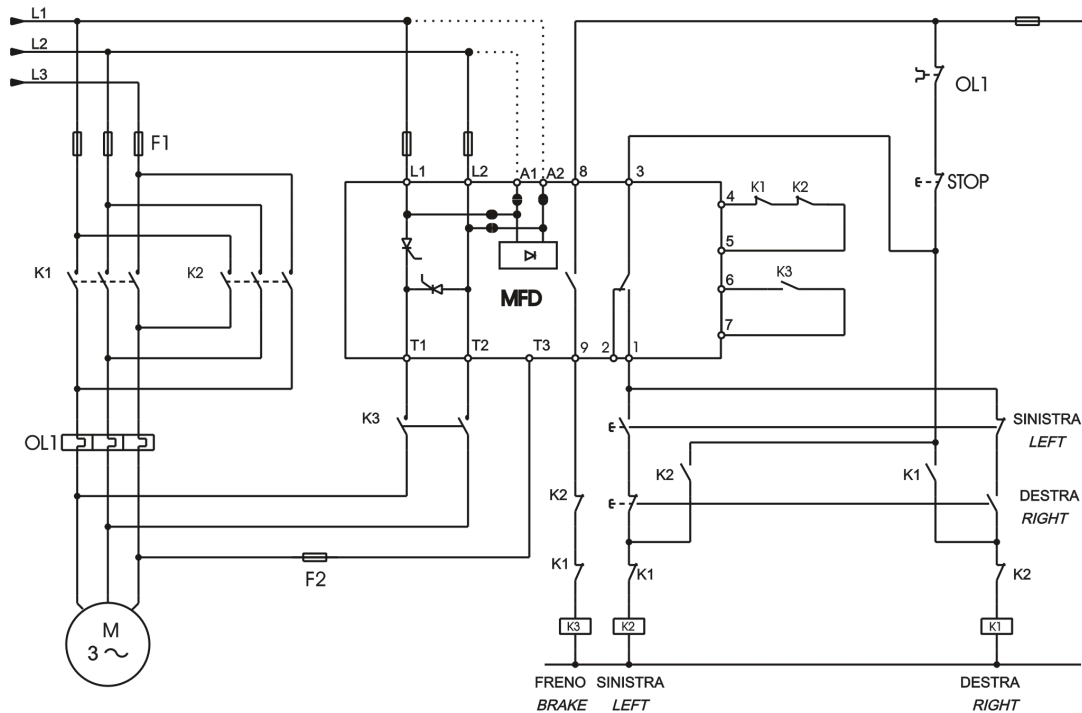 L1
L2
L3
F1
OL1
L1
L2
A1
A2
8
3
STOP
4
K1
K2
5
6
K3
7
K1
K2
MFD
T1
T2
T3
9
2
1
K3
SINISTRA
LEFT
OL1
K2
K2
K1
DESTRA
RIGHT
F2
K1
K1
K2
M
3
K3
K2
K1
FRENO
BRAKE
SINISTRA
LEFT
DESTRA
RIGHT